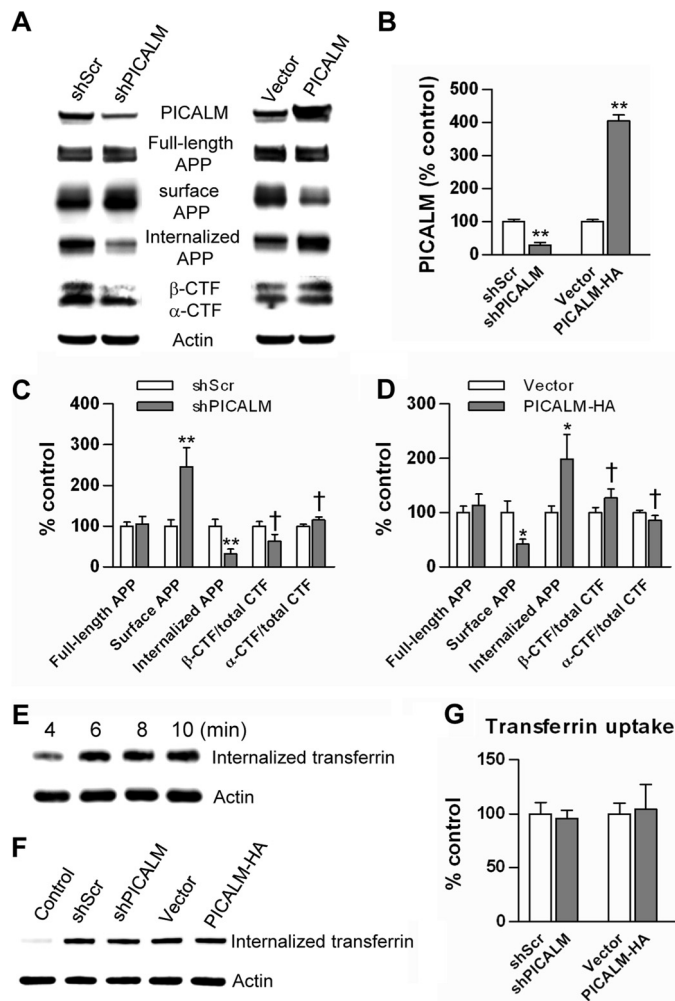 A
shScr
shPICALM
Vector
PICALM
PICALM
Full-length
APP
surface
APP
Internalized
APP
β-CTF
α-CTF
Actin
B
PICALM (% control)
500
400
300
200
100
0
**
**
shScr
shPICALM
Vector
PICALM-HA
C
shScr
shPICALM
% control
400
300
200
100
0
**
**
†
†
Full-length APP
Surface APP
Internalized APP
β-CTF/total CTF
α-CTF/total CTF
D
Vector
PICALM-HA
% control
300
200
100
0
*
*
†
†
Full-length APP
Surface APP
Internalized APP
β-CTF/total CTF
α-CTF/total CTF
E
4 6 8 10 (min)
Internalized transferrin
Actin
F
Control
shScr
shPICALM
Vector
PICALM-HA
Internalized transferrin
Actin
G
Transferrin uptake
% control
150
100
50
0
shScr
shPICALM
Vector
PICALM-HA